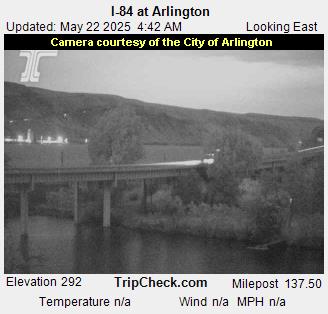 I-84 at Arlington
Updated: May 22 2025 4:42 AM Looking East
Camera courtesy of the City of Arlington
Elevation 292 TripCheck.com Milepost 137.50
Temperature n/a Wind n/a MPH n/a